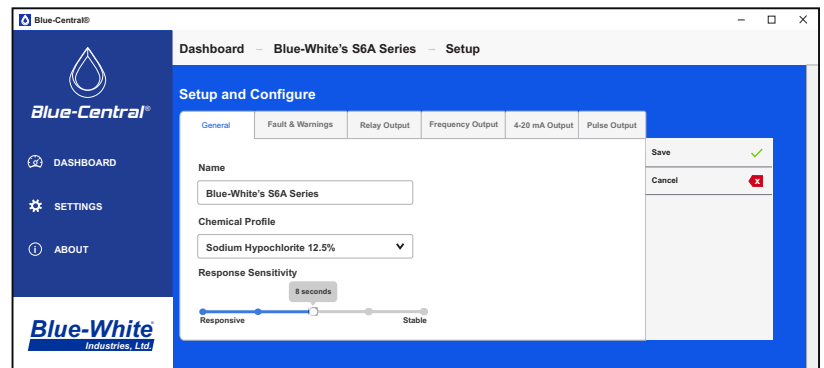 Blue-Central®
Dashboard – Blue-White's S6A Series – Setup
Blue-Central®
DASHBOARD
SETTINGS
ABOUT
Blue-White
Industries, Ltd.
Setup and Configure
General Fault & Warnings Relay Output Frequency Output 4-20 mA Output Pulse Output
Name
Blue-White's S6A Series
Chemical Profile
Sodium Hypochlorite 12.5%
Response Sensitivity
8 seconds
Responsive Stable
Save
Cancel x